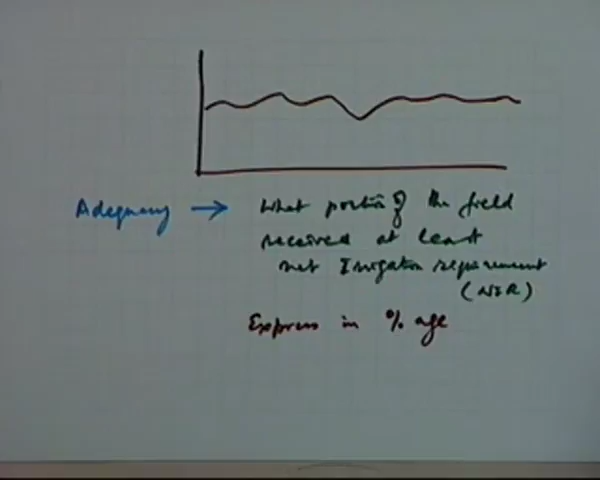 Adequacy → What portion of the field
received at least
net Irrigation requirement
(NIR)
Express in % age